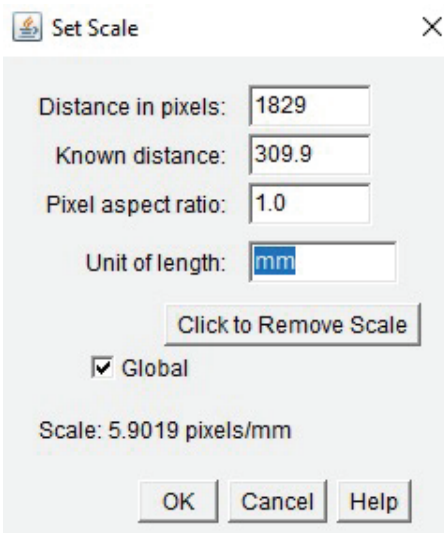 Set Scale
Distance in pixels: 1829
Known distance: 309.9
Pixel aspect ratio: 1.0
Unit of length: mm
Click to Remove Scale
Global
Scale: 5.9019 pixels/mm
OK Cancel Help